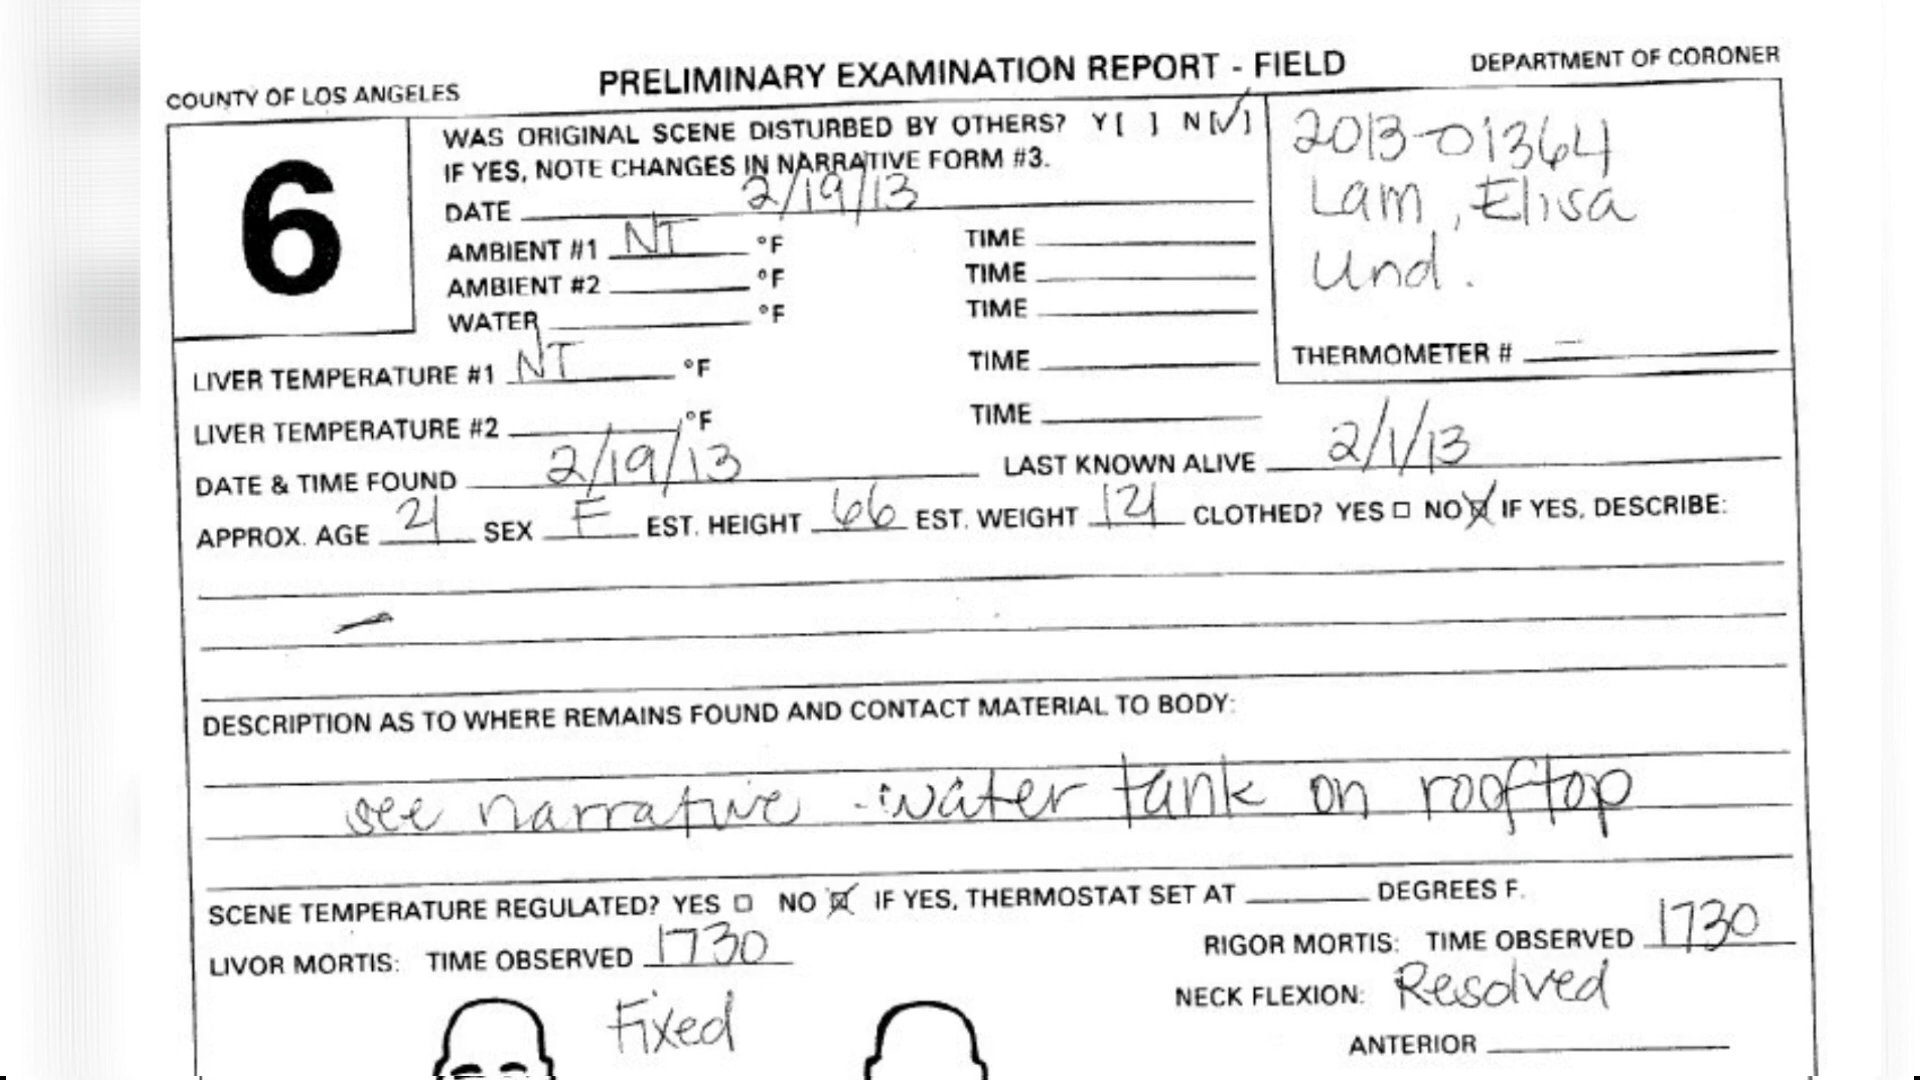 COUNTY OF LOS ANGELES
PRELIMINARY EXAMINATION REPORT - FIELD
DEPARTMENT OF CORONER
6
WAS ORIGINAL SCENE DISTURBED BY OTHERS? Y [ ] N [✓]
IF YES, NOTE CHANGES IN NARRATIVE FORM #3.
2013-01364
Lam, Elisa
Und.
DATE 2/19/13
AMBIENT #1 NT °F TIME
AMBIENT #2 °F TIME
WATER °F TIME
THERMOMETER # —
LIVER TEMPERATURE #1 NT °F TIME
LIVER TEMPERATURE #2 °F TIME
DATE & TIME FOUND 2/19/13 LAST KNOWN ALIVE 2/1/13
APPROX. AGE 21 SEX F EST. HEIGHT 66 EST. WEIGHT 121 CLOTHED? YES ☐ NO ☒ IF YES, DESCRIBE:
—
DESCRIPTION AS TO WHERE REMAINS FOUND AND CONTACT MATERIAL TO BODY:
see narrative - water tank on rooftop
SCENE TEMPERATURE REGULATED? YES ☐ NO ☒ IF YES, THERMOSTAT SET AT DEGREES F.
LIVOR MORTIS: TIME OBSERVED 1730 RIGOR MORTIS: TIME OBSERVED 1730
Fixed
NECK FLEXION: Resolved
ANTERIOR